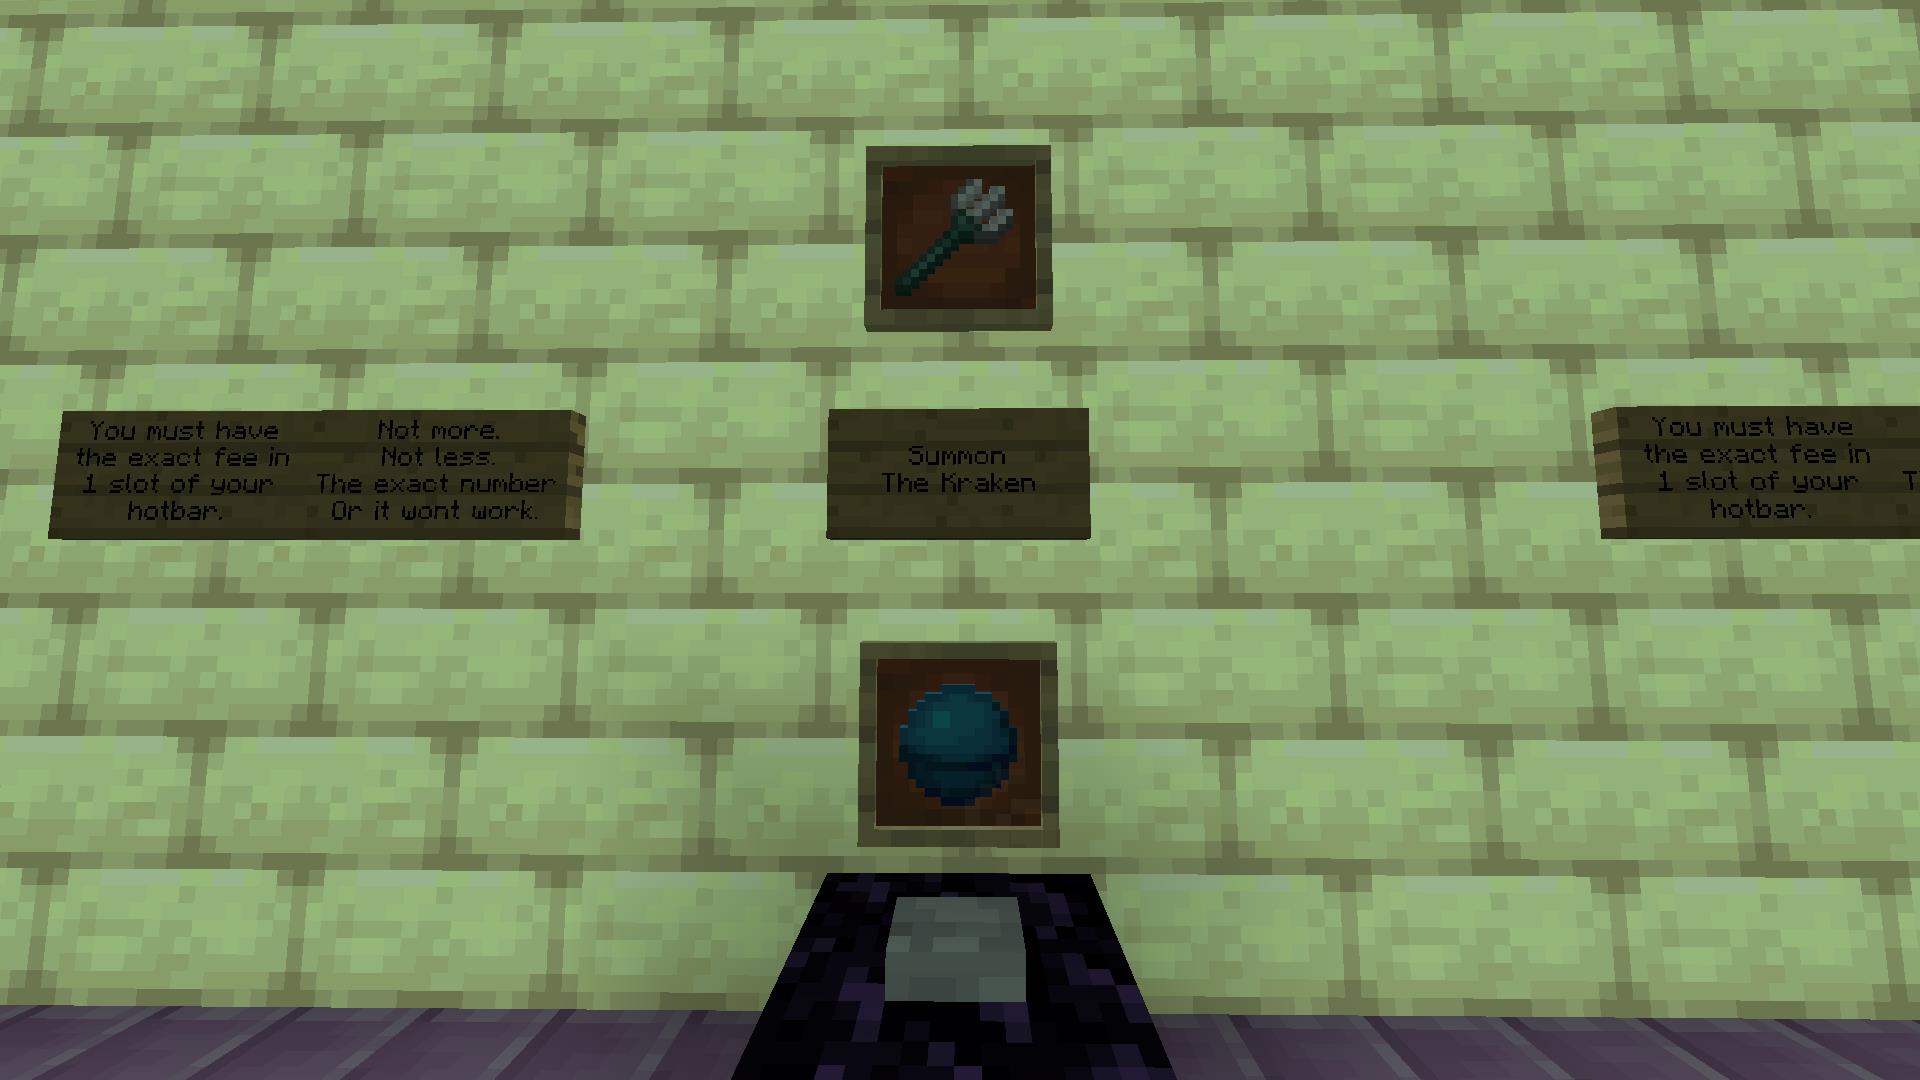 You must have
the exact fee in
1 slot of your
hotbar.
Not more.
Not less.
The exact number
Or it wont work.
Summon
The Kraken
You must have
the exact fee in
1 slot of your
hotbar.